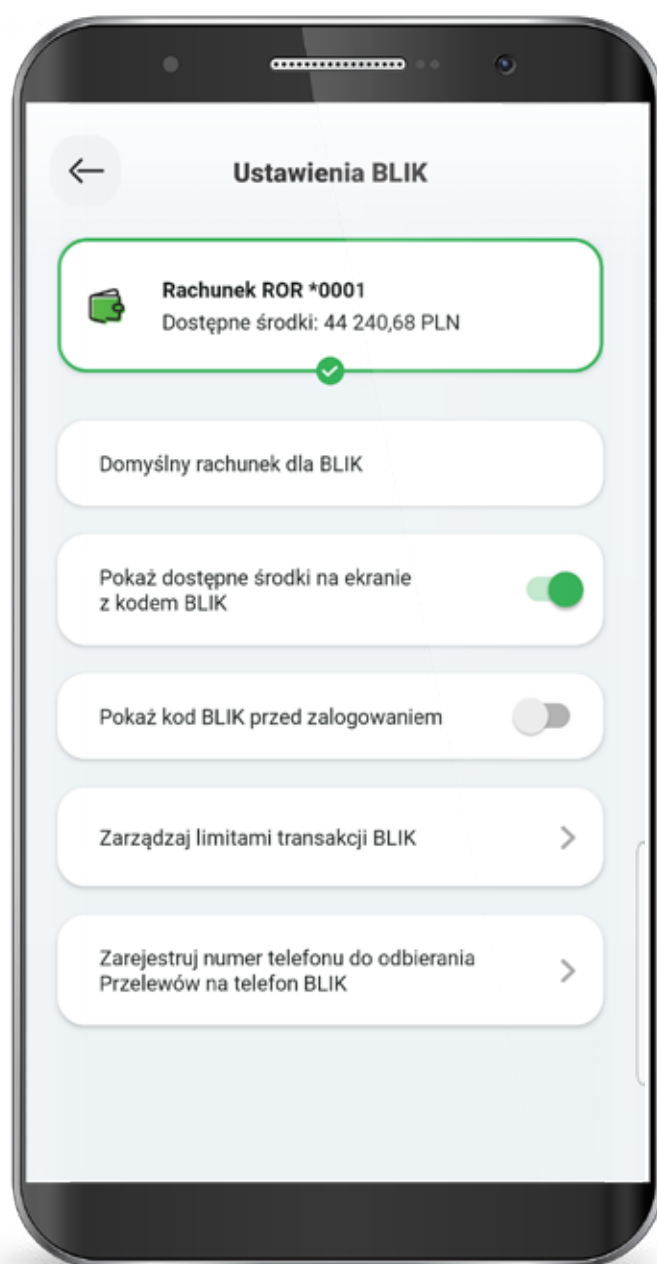 Ustawienia BLIK
Rachunek ROR *0001
Dostępne środki: 44 240,68 PLN
Domyślny rachunek dla BLIK
Pokaż dostępne środki na ekranie
z kodem BLIK
Pokaż kod BLIK przed zalogowaniem
Zarządzaj limitami transakcji BLIK
Zarejestruj numer telefonu do odbierania
Przelewów na telefon BLIK